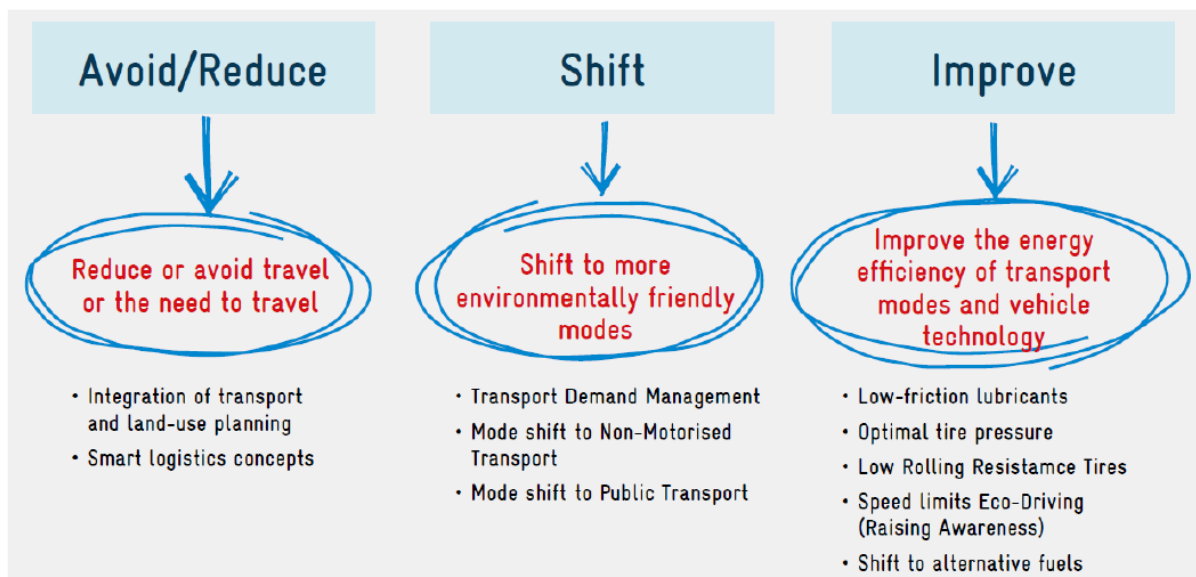 Avoid/Reduce
Reduce or avoid travel
or the need to travel
• Integration of transport
and land-use planning
• Smart logistics concepts
Shift
Shift to more
environmentally friendly
modes
• Transport Demand Management
• Mode shift to Non-Motorised
Transport
• Mode shift to Public Transport
Improve
Improve the energy
efficiency of transport
modes and vehicle
technology
• Low-friction lubricants
• Optimal tire pressure
• Low Rolling Resistamce Tires
• Speed limits Eco-Driving
(Raising Awareness)
• Shift to alternative fuels